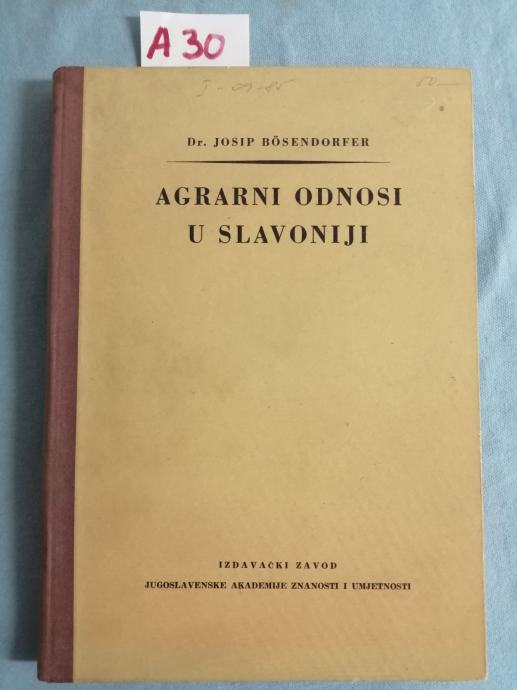 A 30
Dr. JOSIP BÖSENDORFER
AGRARNI ODNOSI
U SLAVONIJI
IZDAVAČKI ZAVOD
JUGOSLAVENSKE AKADEMIJE ZNANOSTI I UMJETNOSTI